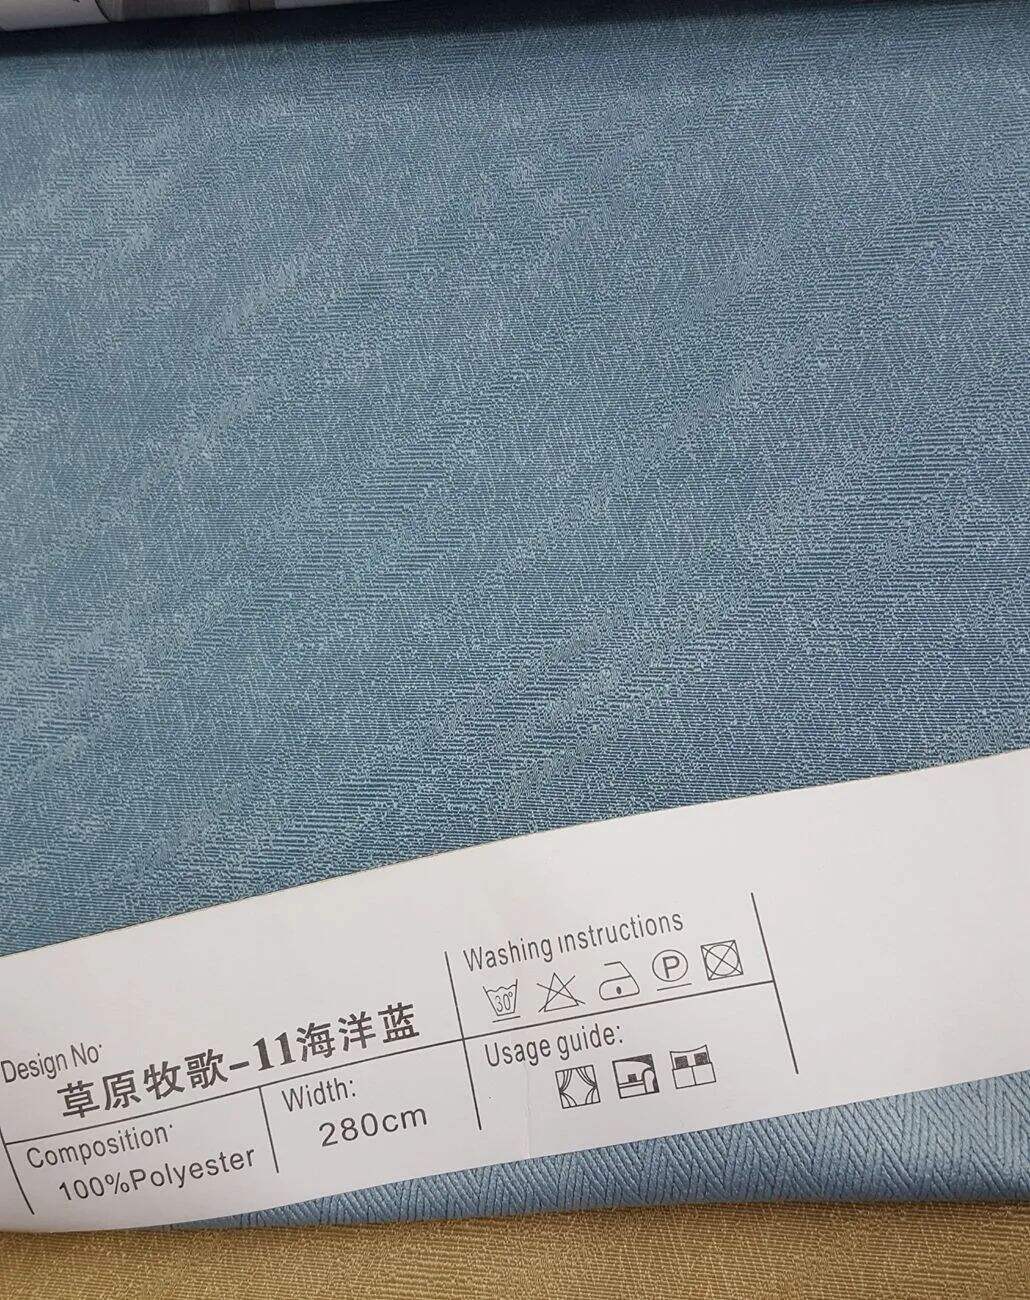 Design No:
草原牧歌-11海洋蓝
Composition:
100%Polyester
Width:
280cm
Washing instructions
30°
P
Usage guide: